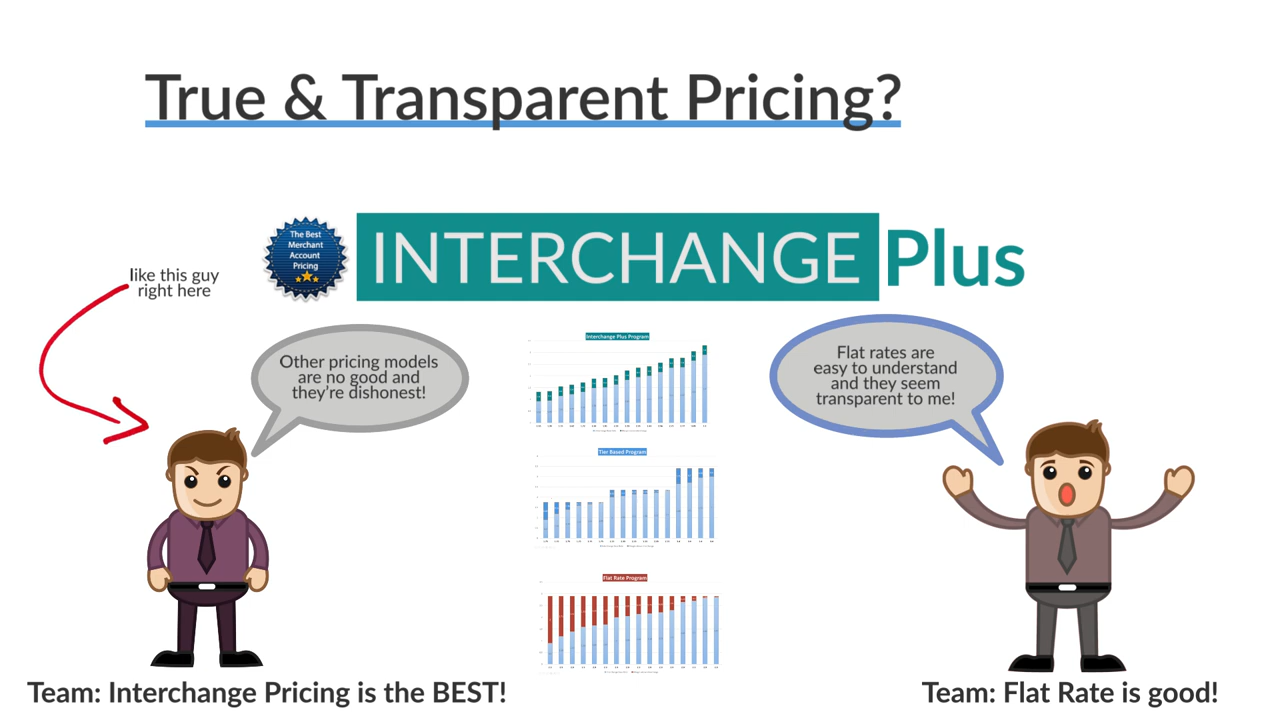 True & Transparent Pricing?
The Best
Merchant
Account
Pricing
INTERCHANGE Plus
like this guy
right here
Other pricing models
are no good and
they're dishonest!
Interchange Plus Program
Flat rates are
easy to understand
and they seem
transparent to me!
Tier Based Program
Flat Rate Program
Team: Interchange Pricing is the BEST!
Team: Flat Rate is good!